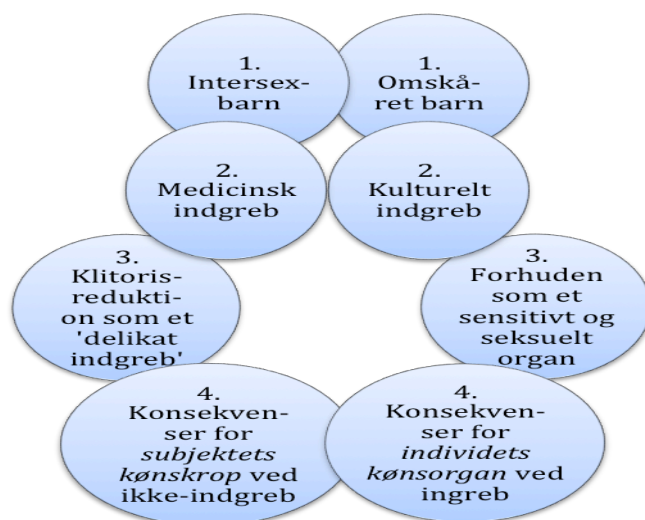 1.
Intersex-
barn
1.
Omskå-
ret barn
2.
Medicinsk
indgreb
2.
Kulturelt
indgreb
3.
Klitoris-
redukti-
on som et
'delikat
indgreb'
3.
Forhuden
som et
sensitivt og
seksuelt
organ
4.
Konsekven-
ser for
subjektets
kønskrop ved
ikke-indgreb
4.
Konsekven-
ser for
individets
kønsorgan ved
ingreb